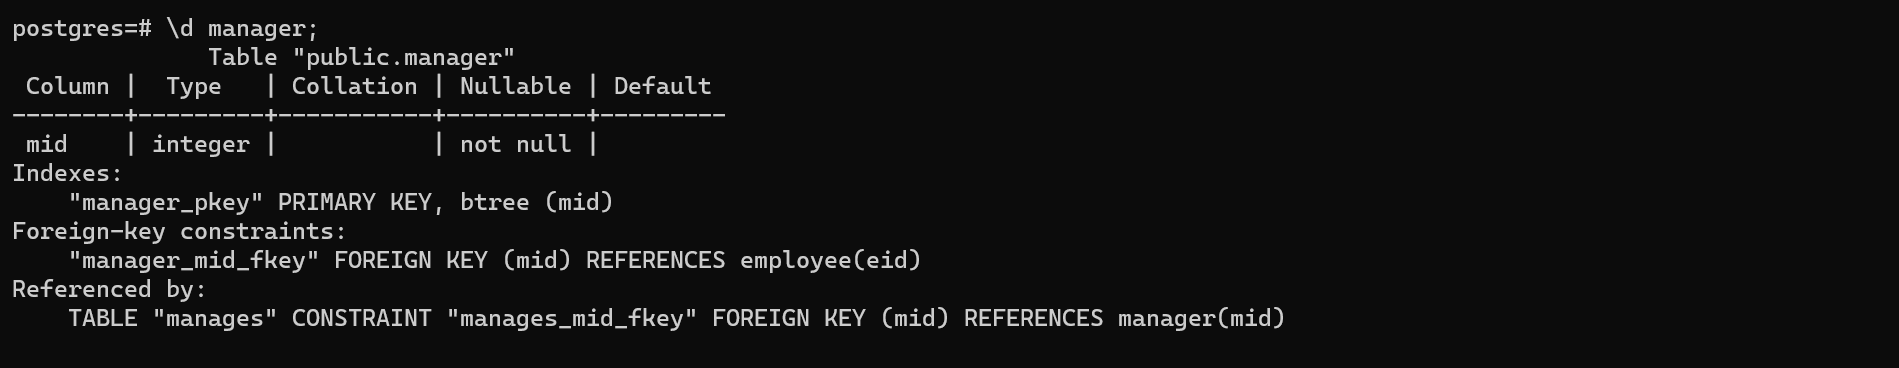 postgres=# \d manager;
              Table "public.manager"
 Column |  Type   | Collation | Nullable | Default
--------+---------+-----------+----------+---------
 mid    | integer |           | not null |
Indexes:
    "manager_pkey" PRIMARY KEY, btree (mid)
Foreign-key constraints:
    "manager_mid_fkey" FOREIGN KEY (mid) REFERENCES employee(eid)
Referenced by:
    TABLE "manages" CONSTRAINT "manages_mid_fkey" FOREIGN KEY (mid) REFERENCES manager(mid)